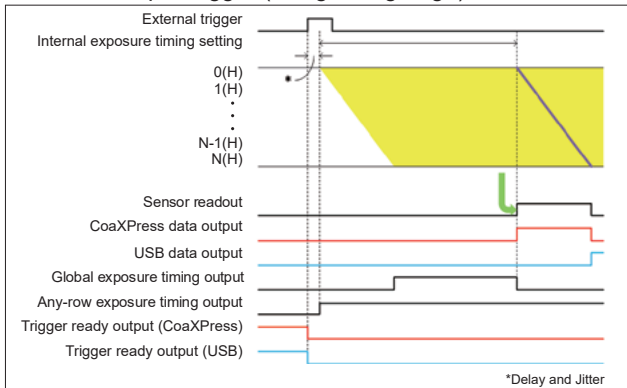 External trigger
Internal exposure timing setting
*
0(H)
1(H)
•
•
•
N-1(H)
N(H)
Sensor readout
CoaXPress data output
USB data output
Global exposure timing output
Any-row exposure timing output
Trigger ready output (CoaXPress)
Trigger ready output (USB)
*Delay and Jitter